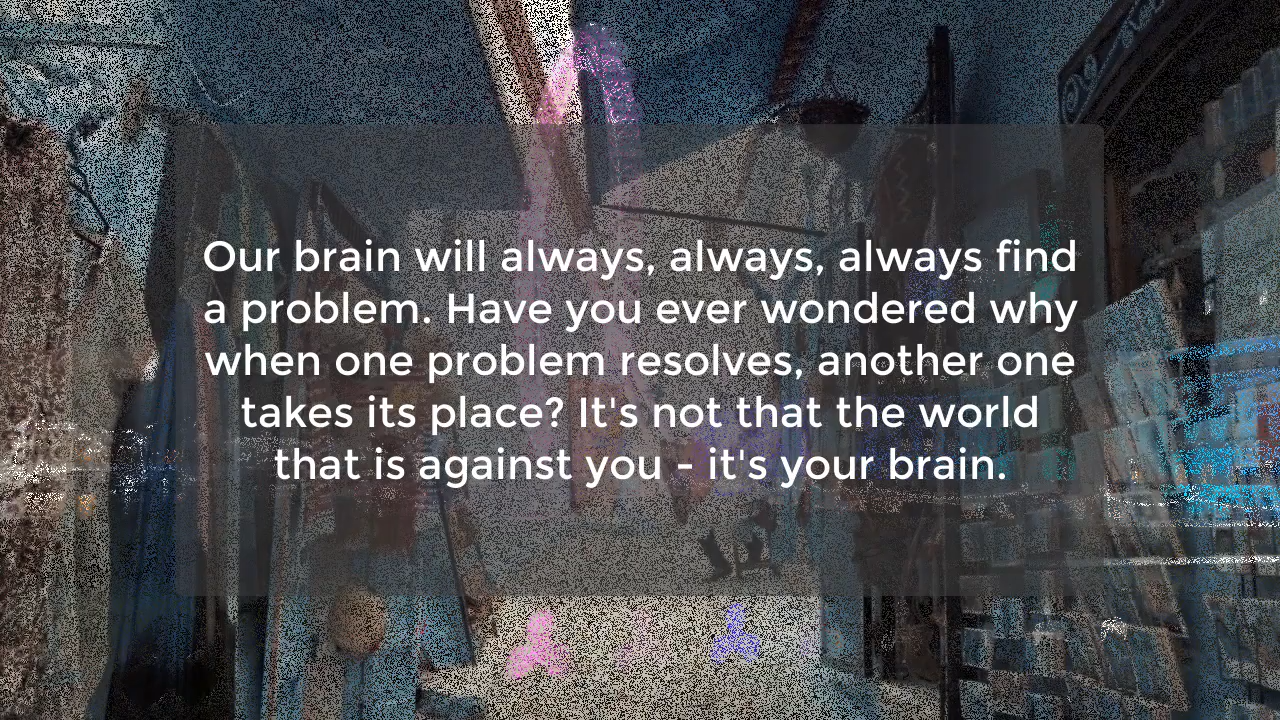 Our brain will always, always, always find
a problem. Have you ever wondered why
when one problem resolves, another one
takes its place? It's not that the world
that is against you - it's your brain.